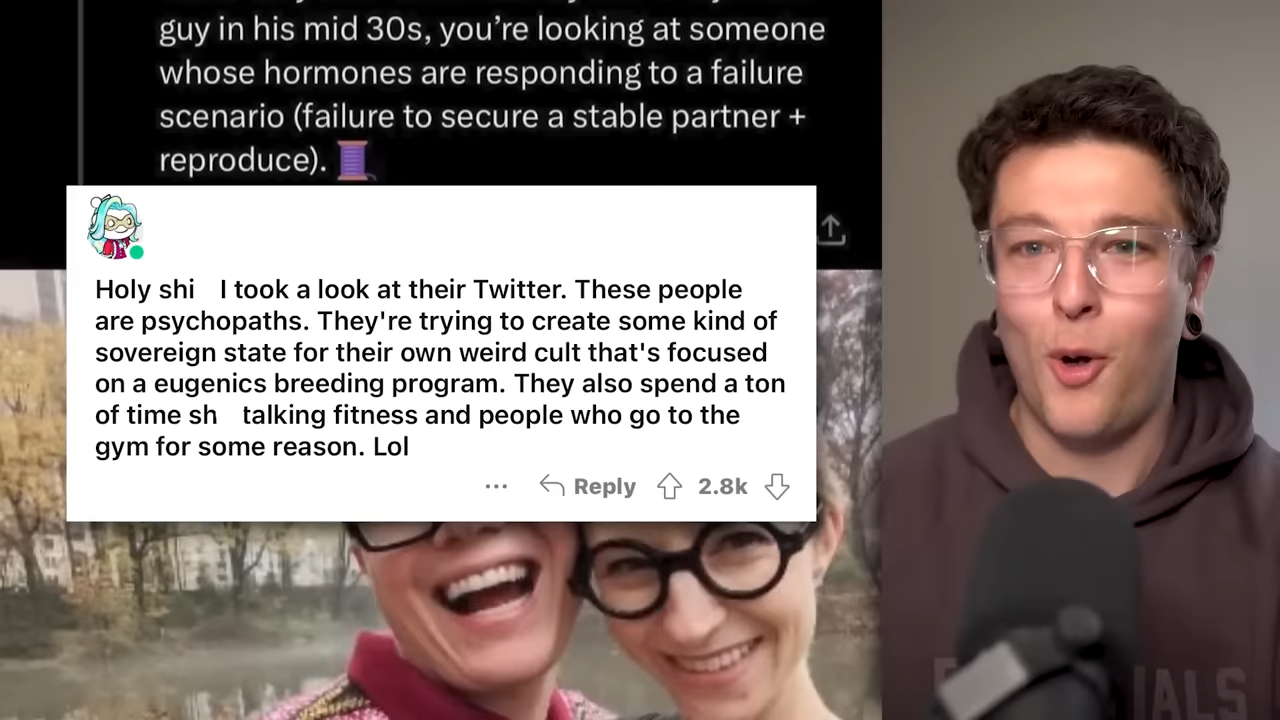 guy in his mid 30s, you’re looking at someone
whose hormones are responding to a failure
scenario (failure to secure a stable partner +
reproduce).
Holy shi I took a look at their Twitter. These people
are psychopaths. They're trying to create some kind of
sovereign state for their own weird cult that's focused
on a eugenics breeding program. They also spend a ton
of time sh talking fitness and people who go to the
gym for some reason. Lol
Reply 2.8k